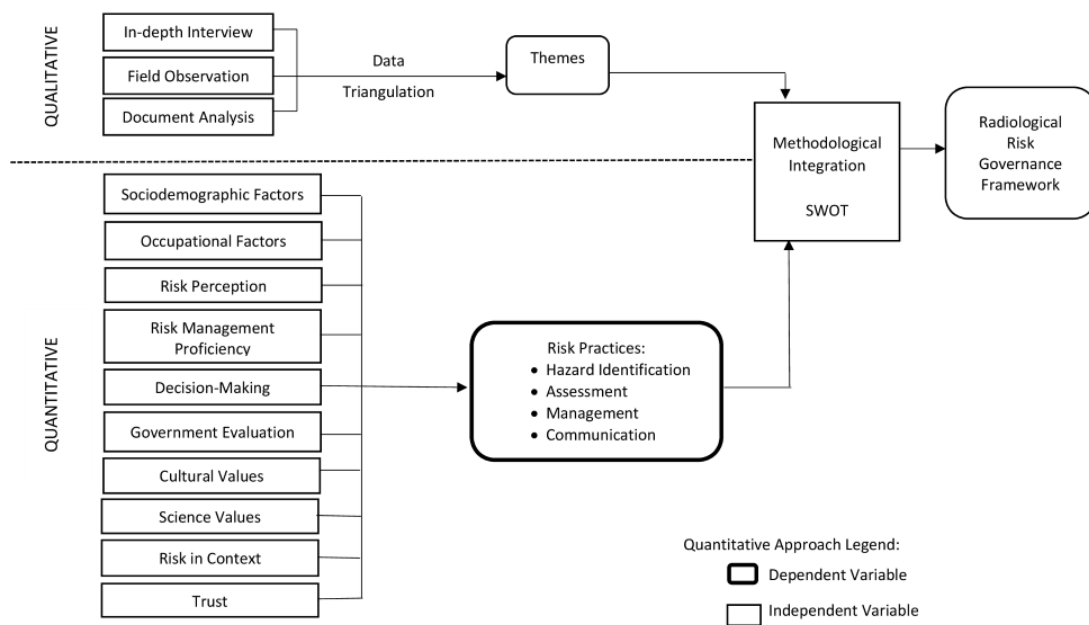 QUALITATIVE
In-depth Interview
Field Observation
Document Analysis
Data
Triangulation
Themes
Methodological
Integration
SWOT
Radiological
Risk
Governance
Framework
QUANTITATIVE
Sociodemographic Factors
Occupational Factors
Risk Perception
Risk Management
Proficiency
Decision-Making
Government Evaluation
Cultural Values
Science Values
Risk in Context
Trust
Risk Practices:
• Hazard Identification
• Assessment
• Management
• Communication
Quantitative Approach Legend:
Dependent Variable
Independent Variable